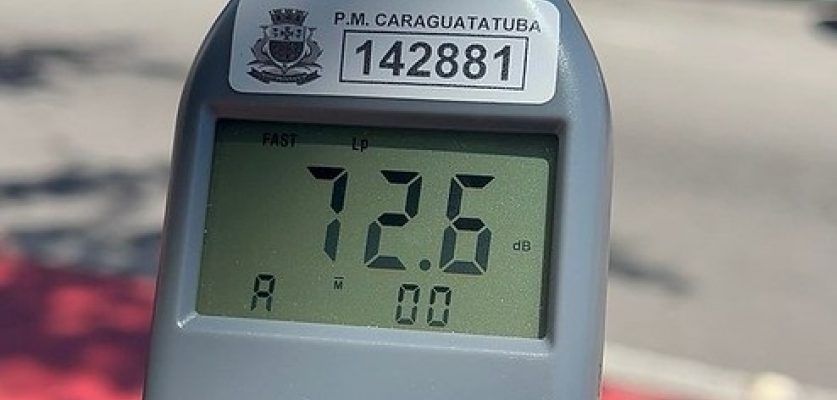 P.M. CARAGUATATUBA
142881
FAST Lp
72.6 dB
A M 00